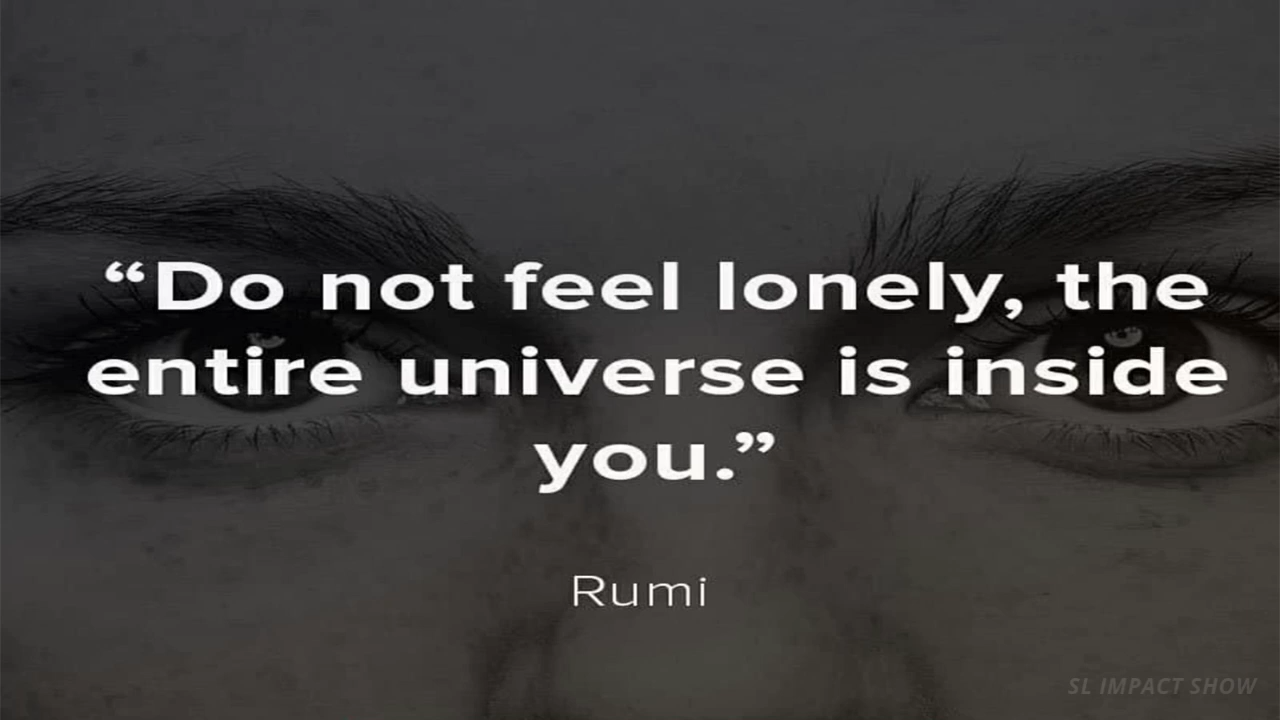 “Do not feel lonely, the
entire universe is inside
you.”
Rumi
SL IMPACT SHOW